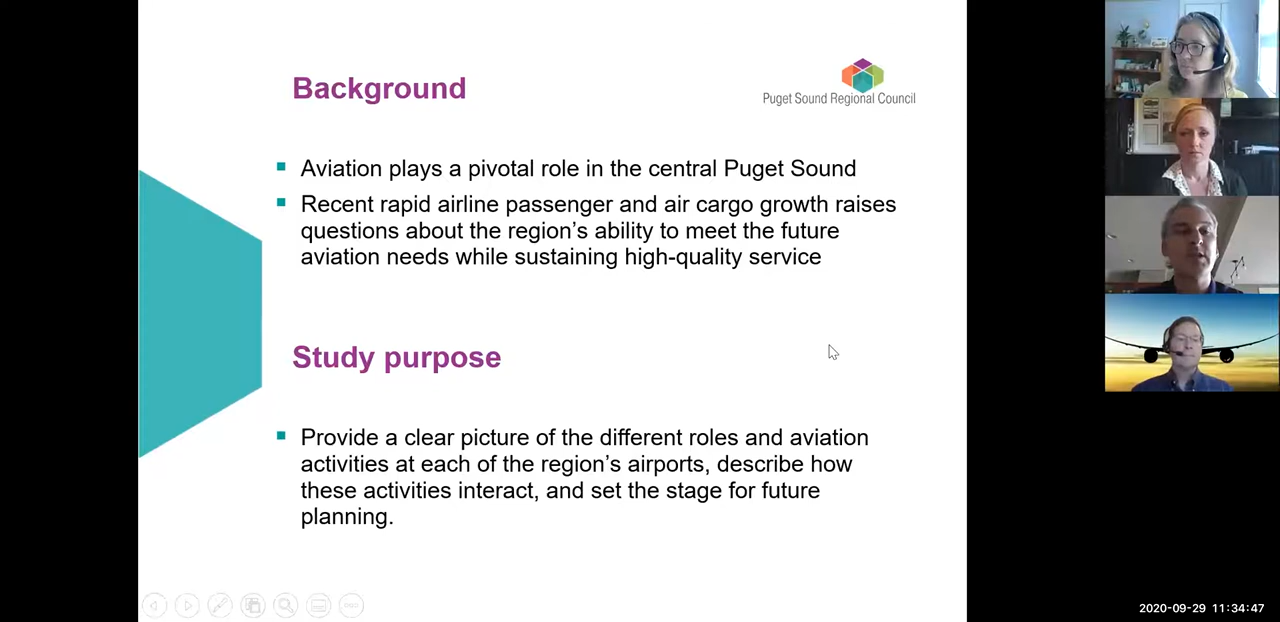 Background
Puget Sound Regional Council
Aviation plays a pivotal role in the central Puget Sound
Recent rapid airline passenger and air cargo growth raises
questions about the region’s ability to meet the future
aviation needs while sustaining high-quality service
Study purpose
Provide a clear picture of the different roles and aviation
activities at each of the region’s airports, describe how
these activities interact, and set the stage for future
planning.
2020-09-29 11:34:47